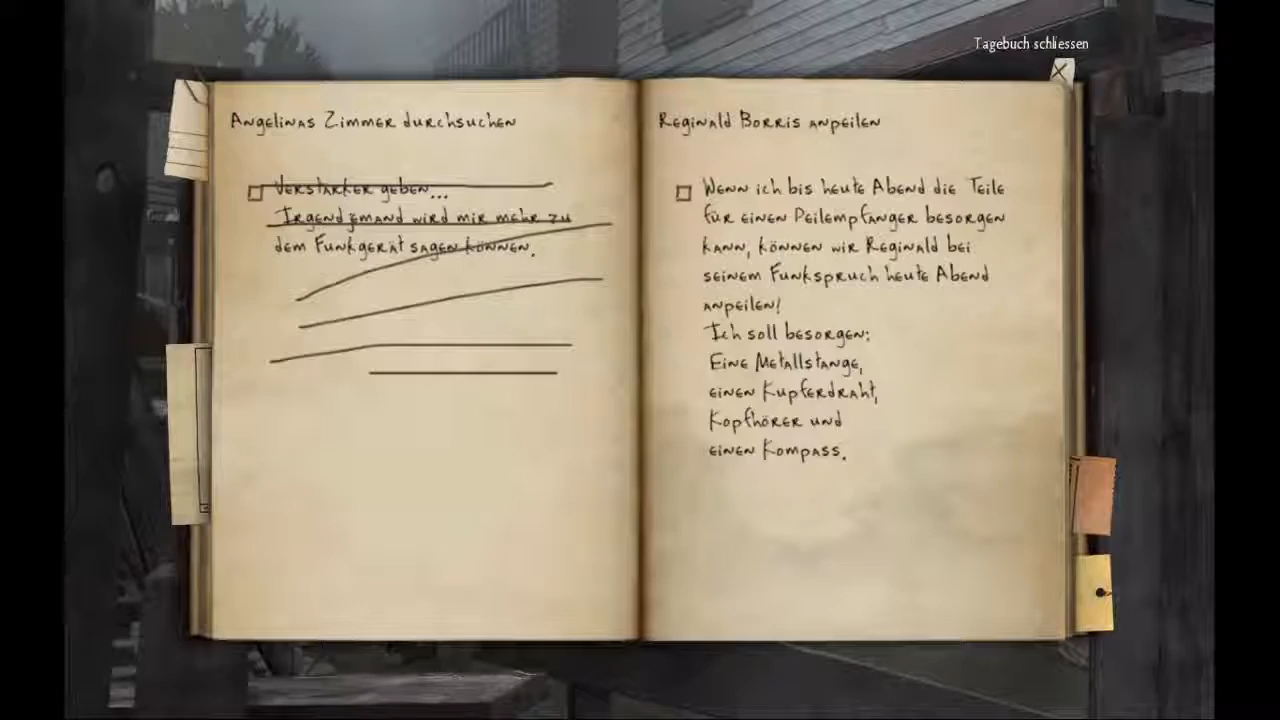 Tagebuch schliessen
Angelinas Zimmer durchsuchen
Verstärker geben...
Irgendjemand wird mir mehr zu
dem Funkgerät sagen können.
Reginald Borris anpeilen
Wenn ich bis heute Abend die Teile
für einen Peilempfänger besorgen
kann, können wir Reginald bei
seinem Funkspruch heute Abend
anpeilen!
Ich soll besorgen:
Eine Metallstange,
einen Kupferdraht,
Kopfhörer und
einen Kompass.